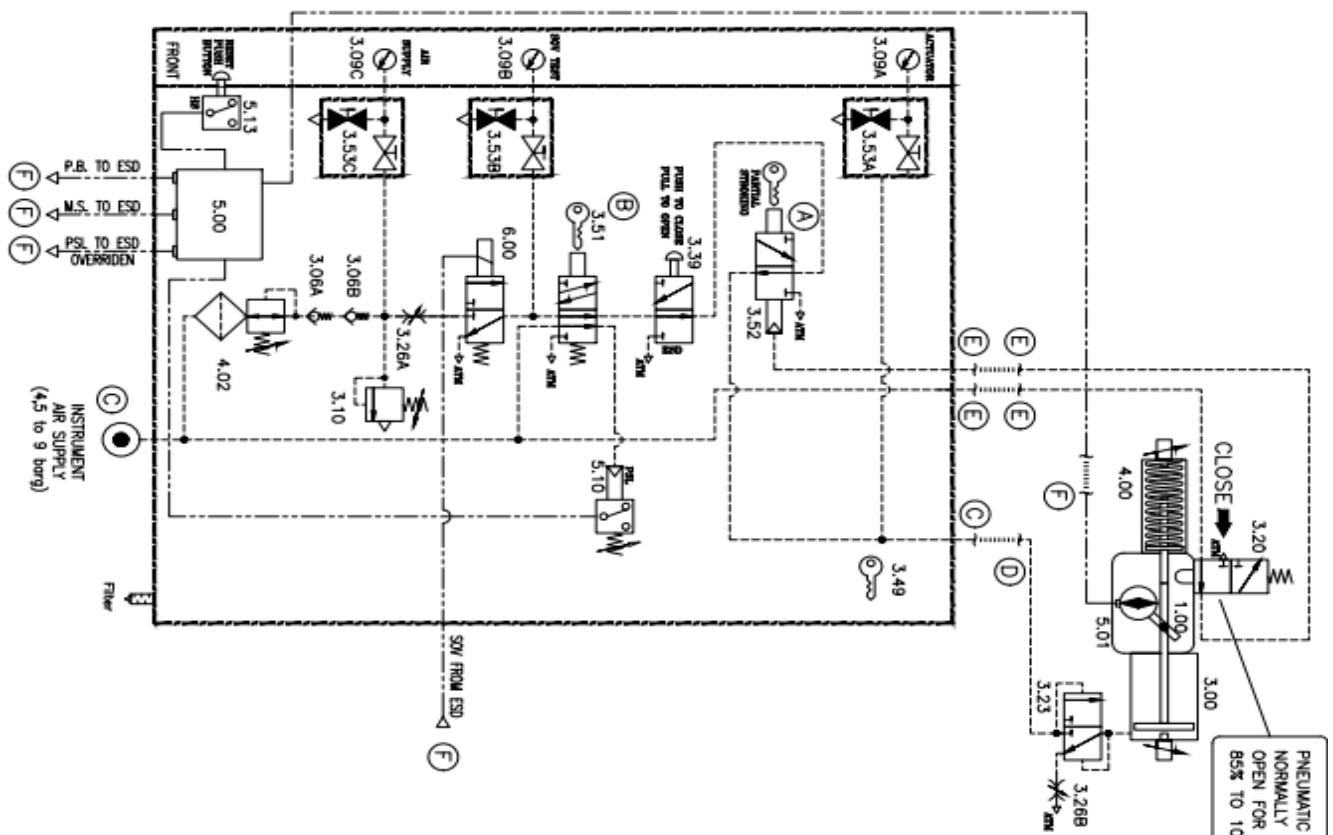 FRONT
RESET
PUSH
BUTTON
5.13
AIR
SUPPLY
3.09C
SOV TEST
3.09B
ACTUATOR
3.09A
3.53C
3.53B
3.53A
P.B. TO ESD
M.S. TO ESD
PSL TO ESD
OVERRIDEN
F
F
F
5.00
3.06A
3.06B
3.26A
4.02
3.10
6.00
ATM
B
3.51
ATM
PUSH TO CLOSE
PULL TO OPEN
3.39
ATM
A
PARTIAL
STROKING
3.52
ATM
PSL
5.10
3.49
C
INSTRUMENT
AIR SUPPLY
(4,5 to 9 barg)
Filter
SOV FROM ESD
F
E
E
E
E
C
D
F
CLOSE
4.00
ATM
3.20
1.00
5.01
3.00
3.23
3.26B
ATM
PNEUMATIC
NORMALLY
OPEN FOR
85% TO 10